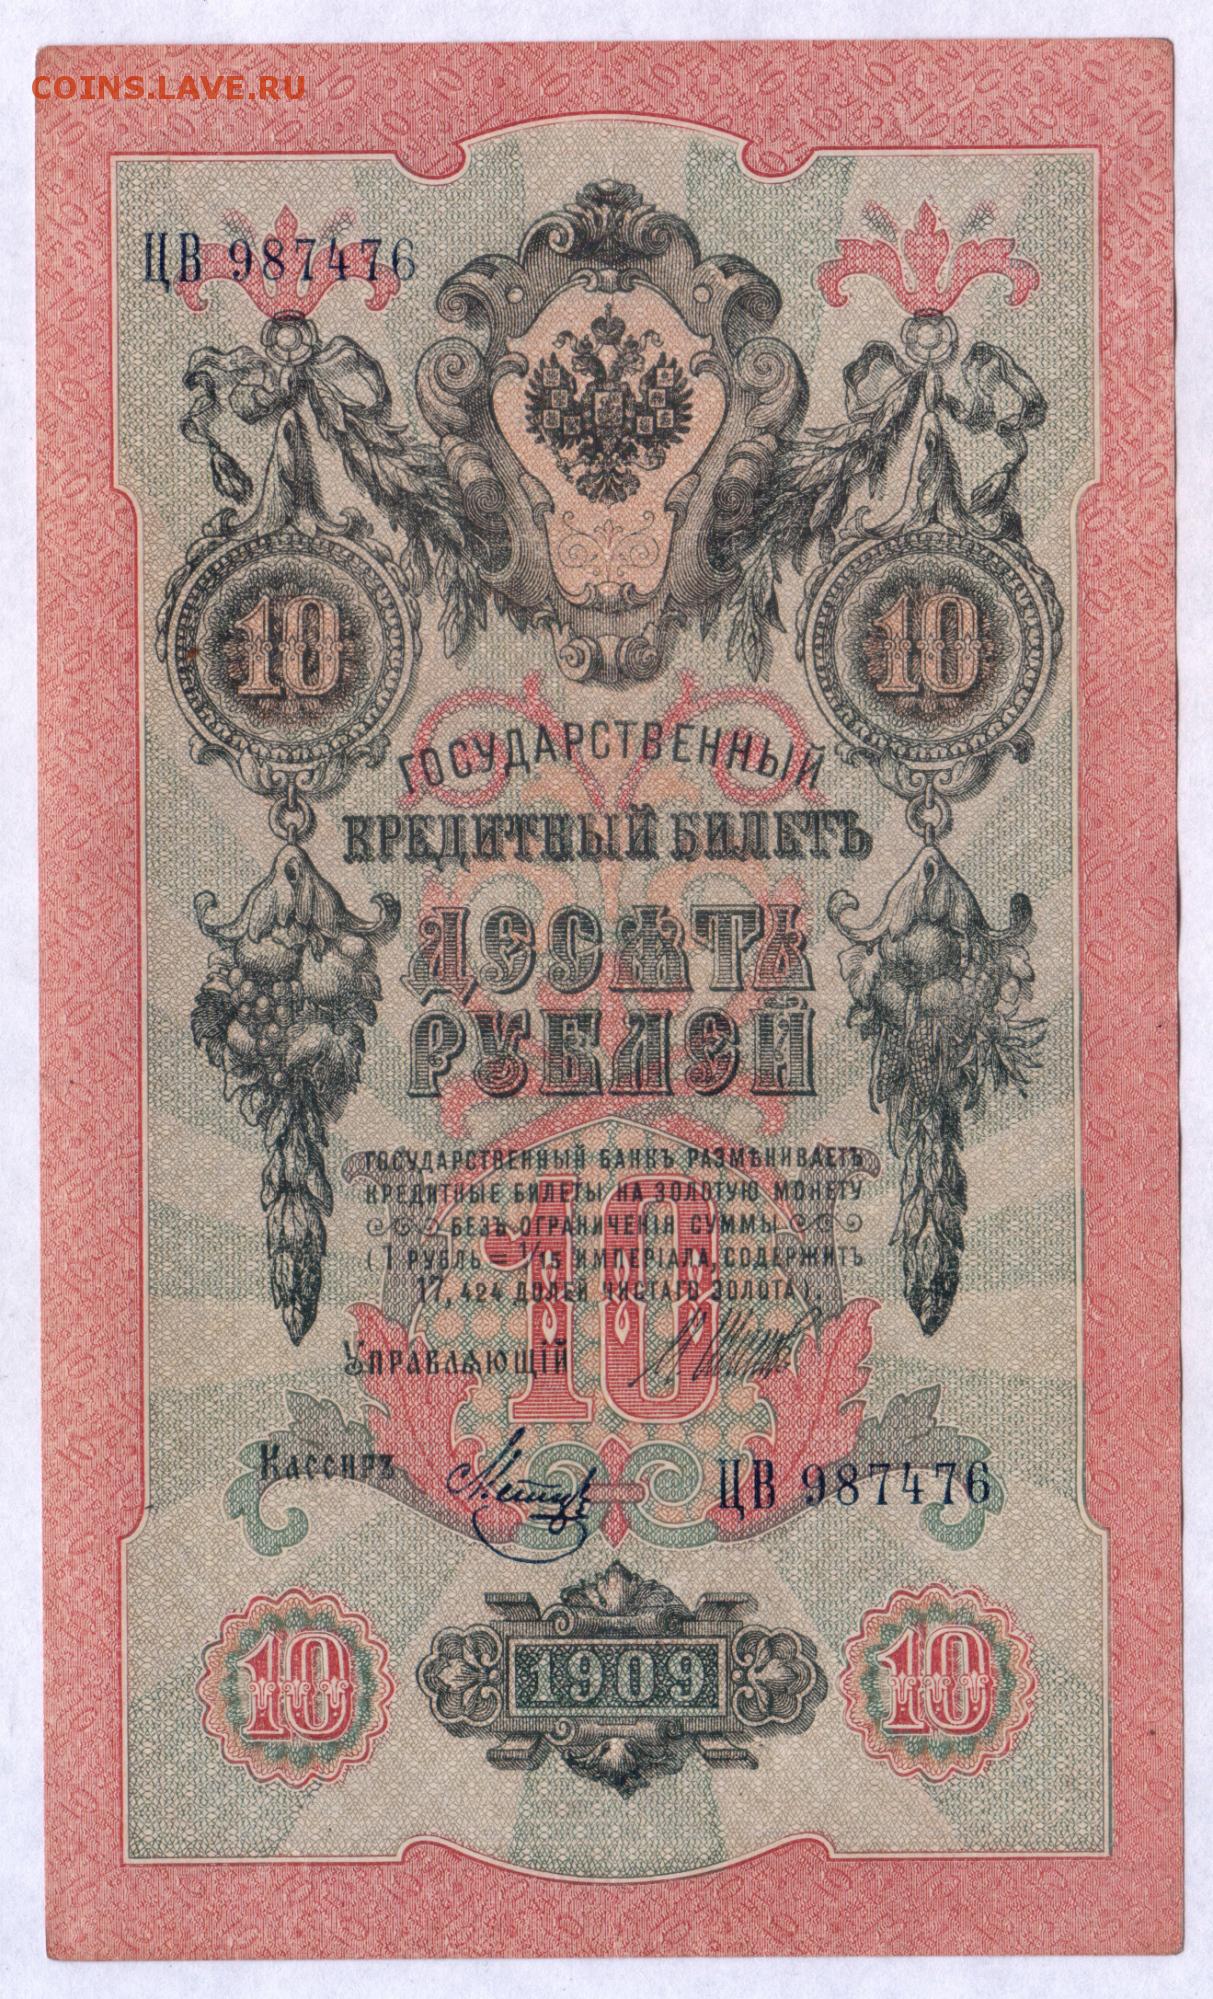 COINS.LAVE.RU
ЦВ 987476
10 10
ГОСУДАРСТВЕННЫЙ
КРЕДИТНЫЙ БИЛЕТЪ
ДЕСЯТЬ
РУБЛЕЙ
ГОСУДАРСТВЕННЫЙ БАНКЪ РАЗМѢНИВАЕТЪ
КРЕДИТНЫЕ БИЛЕТЫ НА ЗОЛОТУЮ МОНЕТУ
БЕЗЪ ОГРАНИЧЕНІЯ СУММЫ
(1 РУБЛЬ = 1/15 ИМПЕРІАЛА, СОДЕРЖИТЪ
17,424 ДОЛЕЙ ЧИСТАГО ЗОЛОТА).
10
УПРАВЛЯЮЩІЙ
КАССИРЪ
ЦВ 987476
10 1909 10